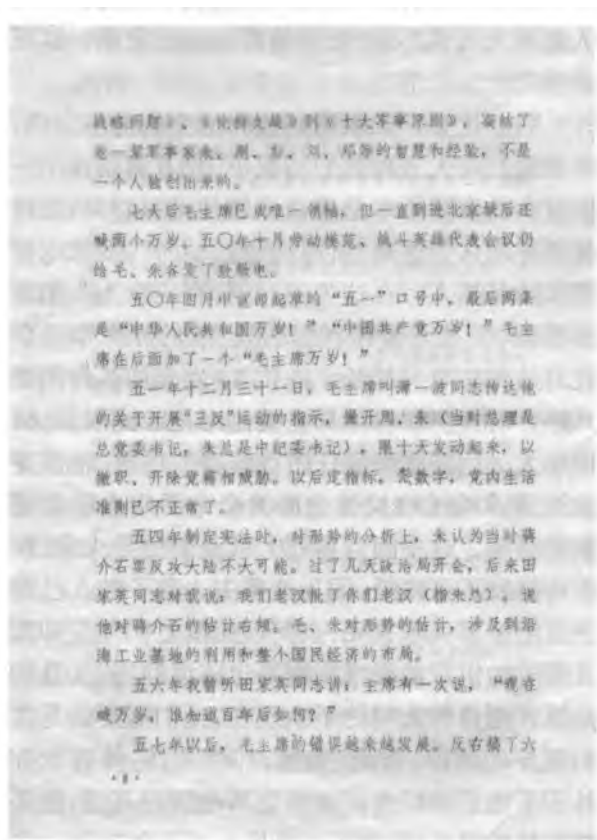 战略问题》、《论持久战》到《十大军事原则》，凝结了
老一辈军事家朱、周、彭、刘、邓等的智慧和经验，不是
一个人独创出来的。
七大后毛主席已成唯一领袖，但一直到进北京城后还
喊两个万岁。五〇年十月劳动模范、战斗英雄代表会议仍
给毛、朱各发了致敬电。
五〇年四月中宣部起草的“五一”口号中，最后两条
是“中华人民共和国万岁！”“中国共产党万岁！”毛主
席在后面加了一个“毛主席万岁！”
五一年十二月三十一日，毛主席叫薄一波同志传达他
的关于开展“三反”运动的指示，撇开周、朱（当时总理是
总党委书记，朱总是中纪委书记）。限十天发动起来，以
撤职、开除党籍相威胁。以后定指标，凑数字，党内生活
准则已不正常了。
五四年制定宪法时，对形势的分析上，朱认为当时蒋
介石要反攻大陆不大可能。过了几天政治局开会，后来田
家英同志对我说：我们老汉批了你们老汉（指朱总），说
他对蒋介石的估计右倾。毛、朱对形势的估计，涉及到沿
海工业基地的利用和整个国民经济的布局。
五六年我曾听田家英同志讲：主席有一次说，“现在
喊万岁，谁知道百年后如何？”
五七年以后，毛主席的错误越来越发展。反右搞了六